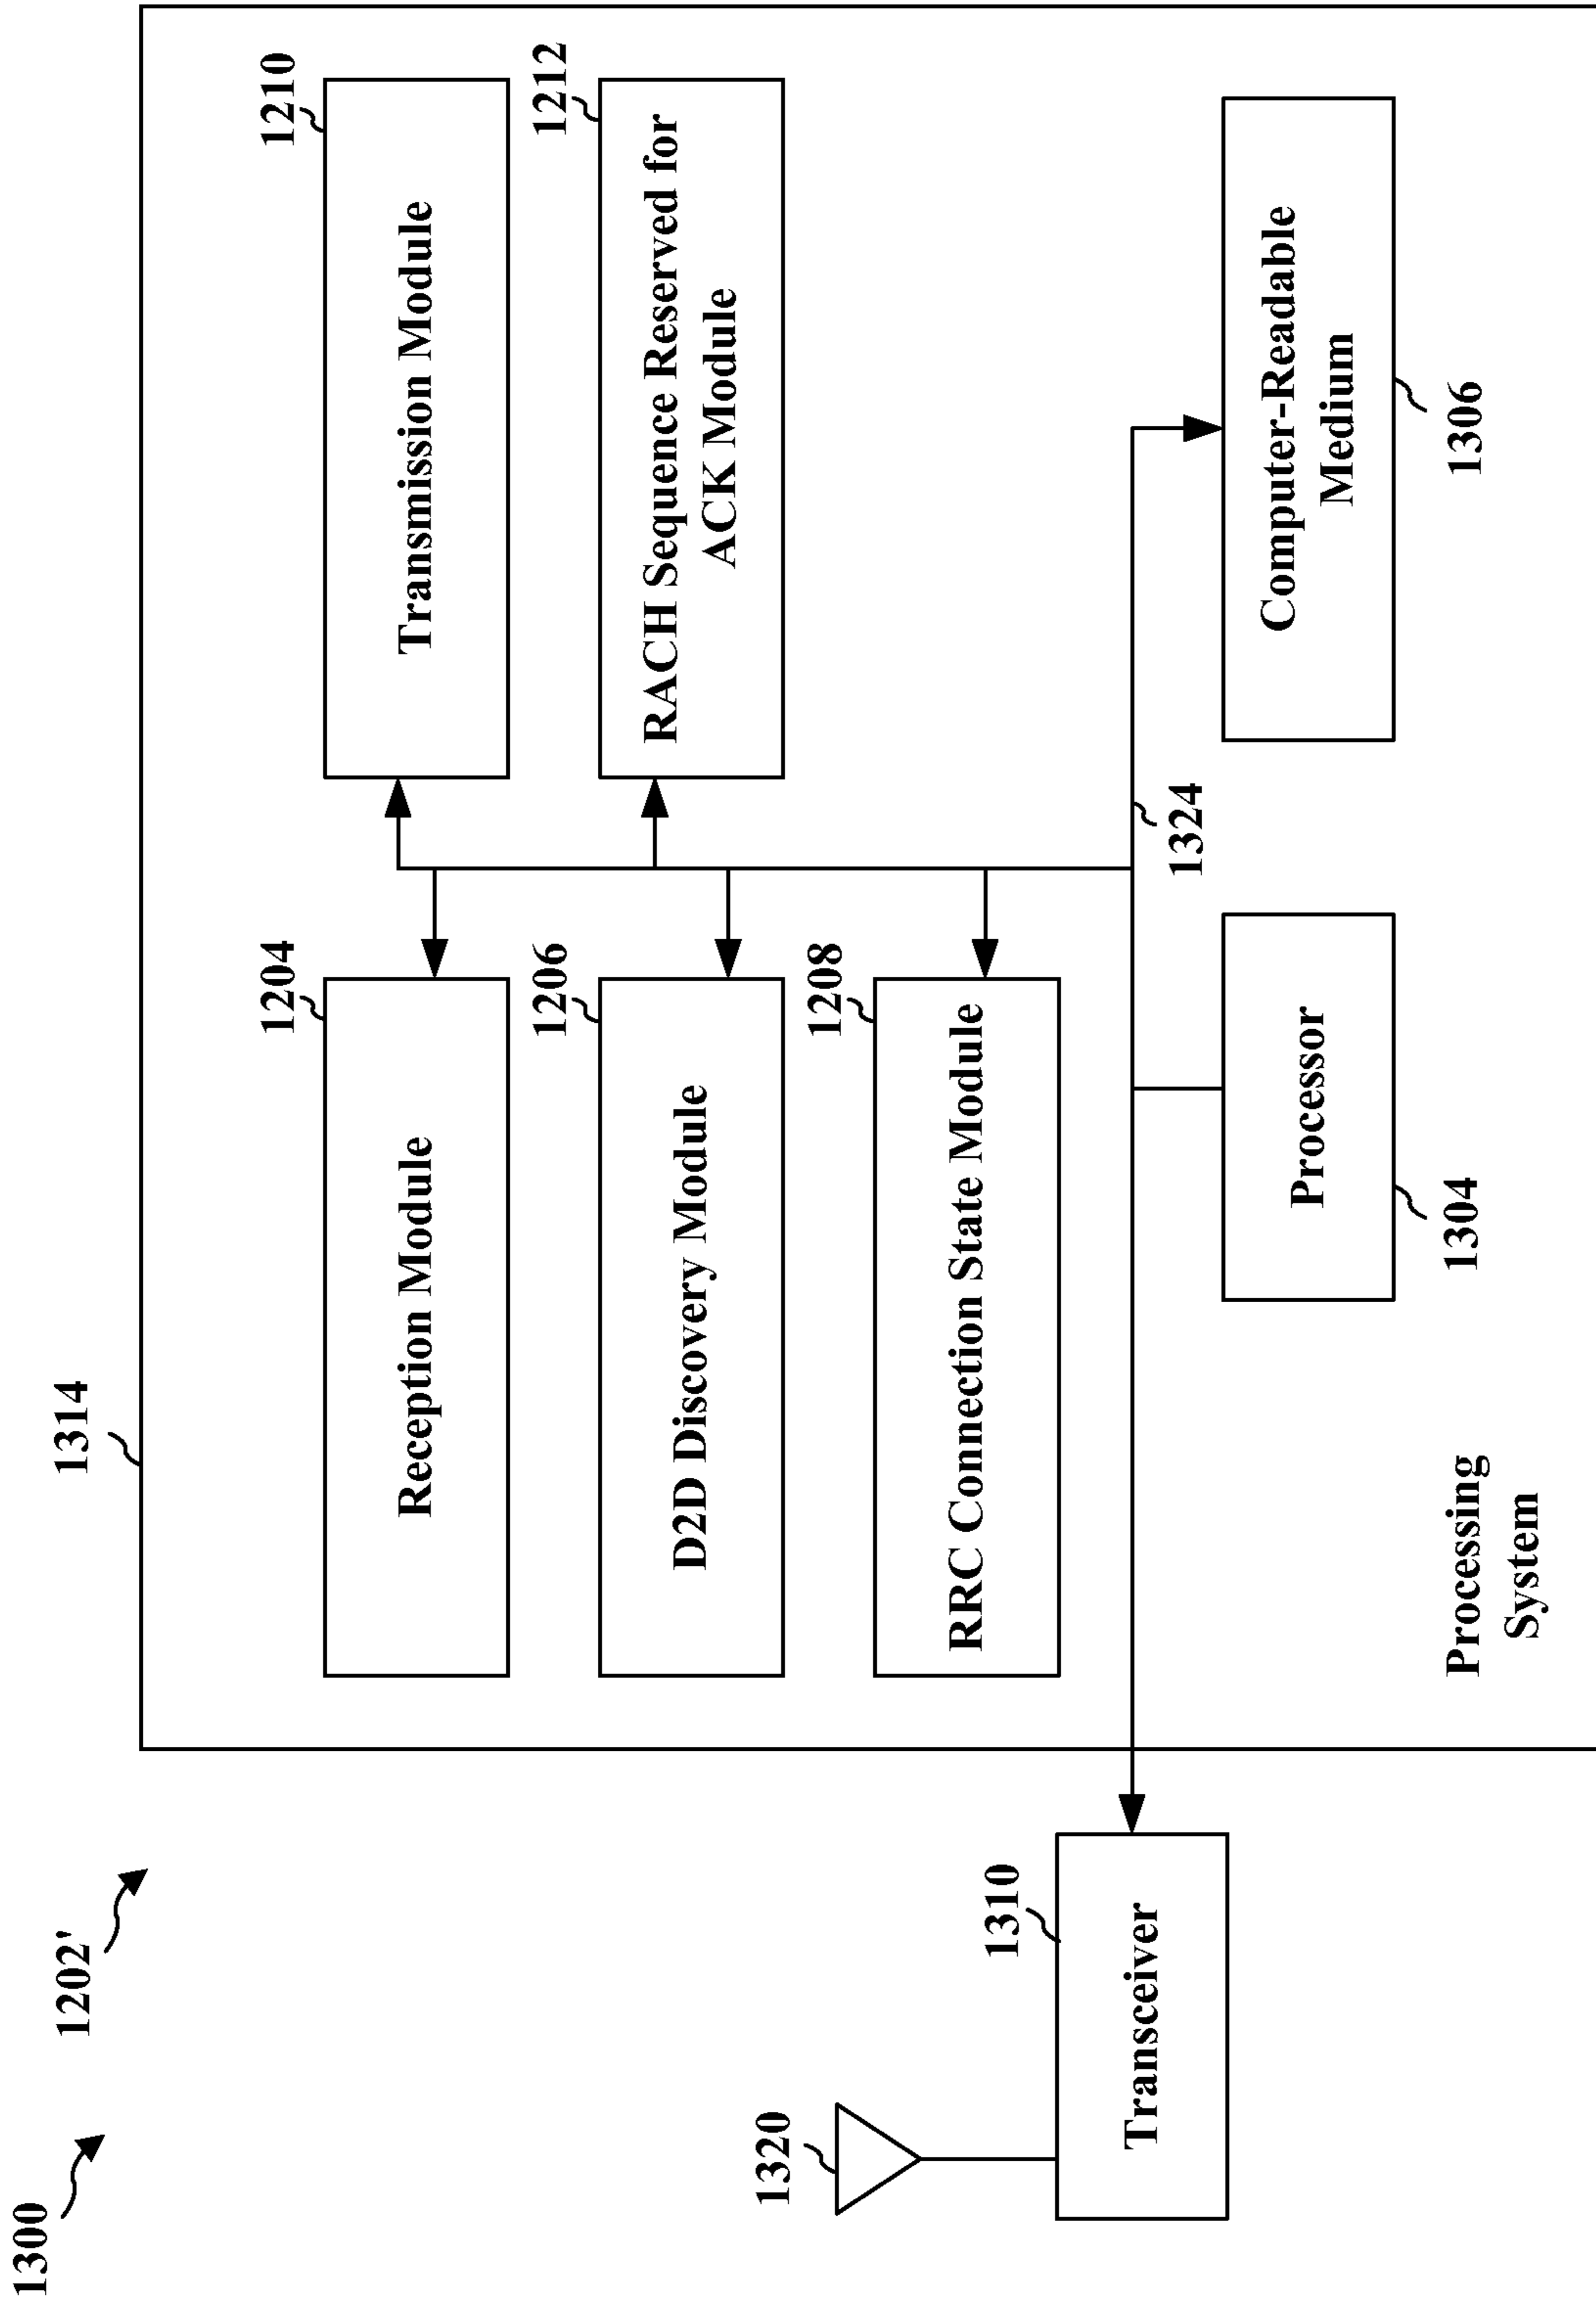 1300
1202'
1314
1204
Reception Module
1210
Transmission Module
1206
D2D Discovery Module
1212
RACH Sequence Reserved for
ACK Module
1208
RRC Connection State Module
1320
1310
Transceiver
1324
Processor
1304
Computer-Readable
Medium
1306
Processing
System